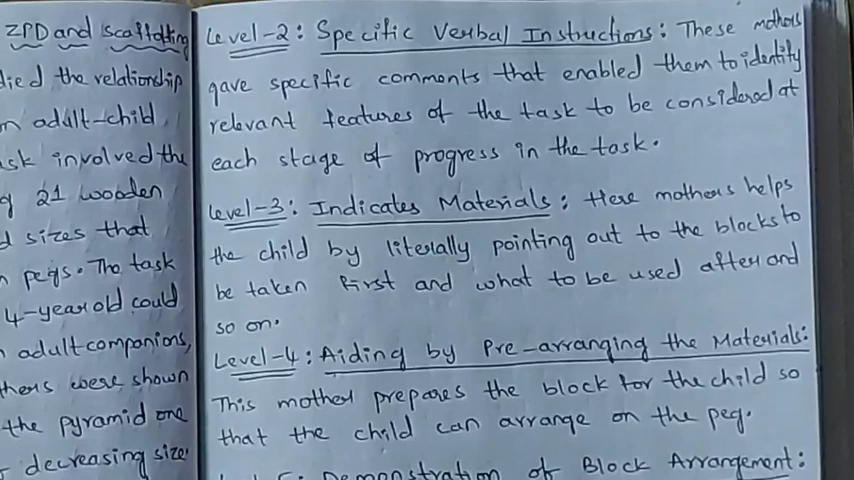 ZPD and Scaffolding
died the relationship
adult-child
involved the
21 wooden
sizes that
pegs. The task
4-year old could
adult companions,
were shown
the pyramid one
decreasing size.
Level-2: Specific Verbal Instructions: These mothers
gave specific comments that enabled them to identify
relevant features of the task to be considered at
each stage of progress in the task.
Level-3: Indicates Materials: Here mothers helps
the child by literally pointing out to the blocks to
be taken first and what to be used after and
so on.
Level-4: Aiding by Pre-arranging the Materials:
This mother prepares the block for the child so
that the child can arrange on the peg.
Demonstration of Block Arrangement: